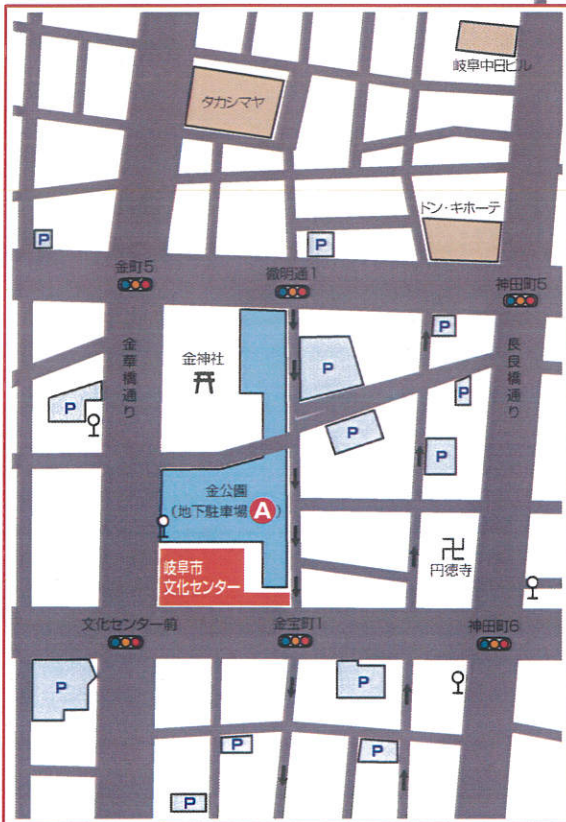 岐阜中日ビル
タカシマヤ
ドン・キホーテ
P
P
金町5
徹明通1
神田町5
P
金華橋通り
金神社
長良橋通り
P
P
P
P
P
金公園
(地下駐車場 A )
円徳寺
岐阜市
文化センター
文化センター前
金宝町1
神田町6
P
P
P
P
P